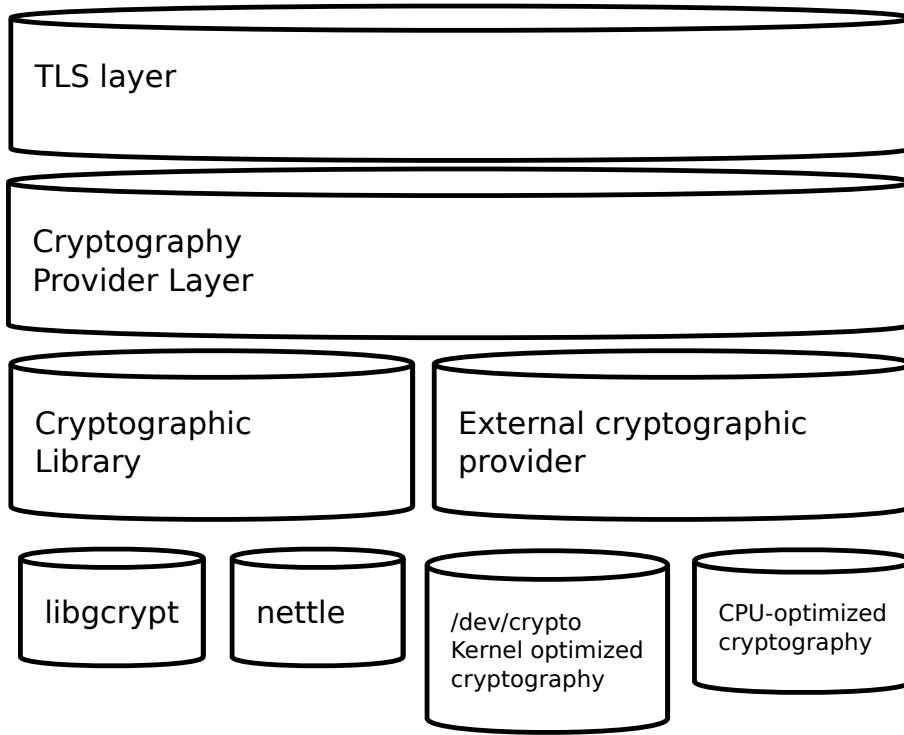 TLS layer
Cryptography
Provider Layer
Cryptographic
Library
External cryptographic
provider
libgcrypt
nettle
/dev/crypto
Kernel optimized
cryptography
CPU-optimized
cryptography